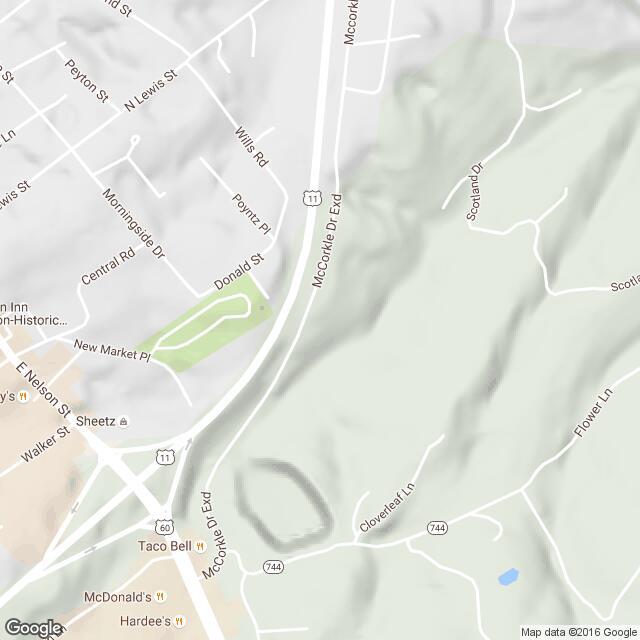 nd St
Mccorkle
Peyton St
N Lewis St
St
Ln
Wills Rd
wis St
Scotland Dr
11
Morningside Dr
Poyntz Pl
McCorkle Dr Exd
Central Rd
Donald St
Scotla
n Inn
on-Historic...
New Market Pl
E Nelson St
y's
Sheetz
Flower Ln
Walker St
11
Cloverleaf Ln
McCorkle Dr Exd
60
744
Taco Bell
744
McDonald's
Hardee's
Google
Map data ©2016 Google